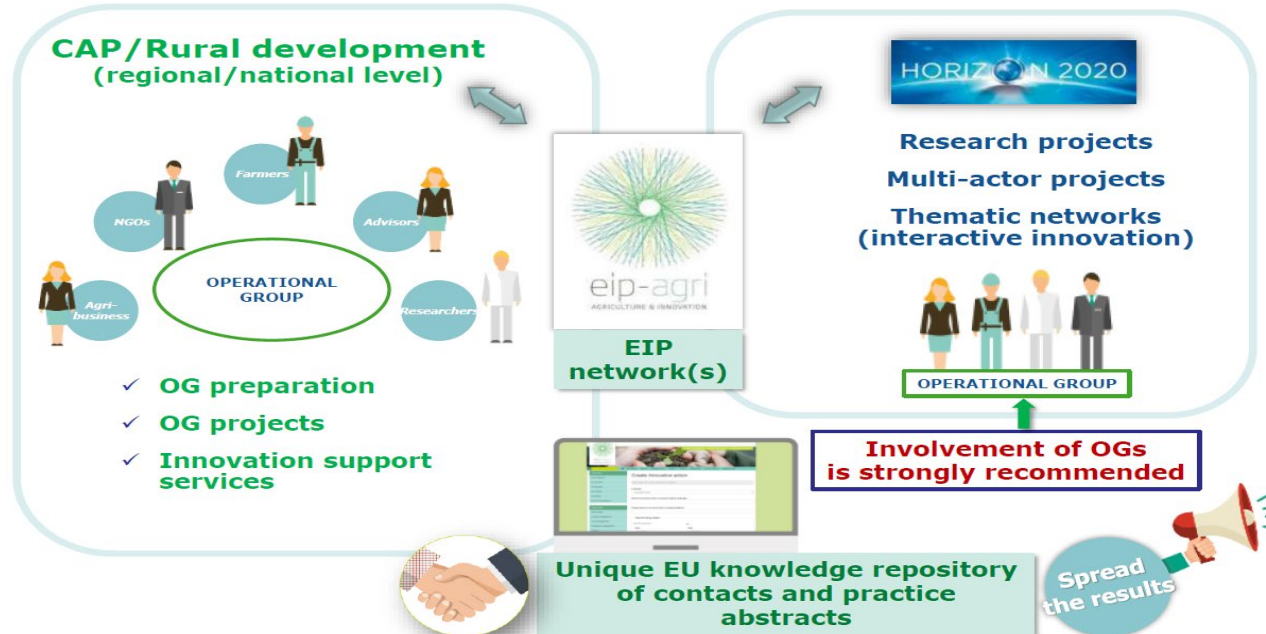 CAP/Rural development
(regional/national level)
Farmers
NGOs
Advisors
Agri-
business
Researchers
OPERATIONAL
GROUP
✓ OG preparation
✓ OG projects
✓ Innovation support
services
eip-agri
AGRICULTURE & INNOVATION
EIP
network(s)
HORIZON 2020
Research projects
Multi-actor projects
Thematic networks
(interactive innovation)
OPERATIONAL GROUP
Involvement of OGs
is strongly recommended
Create innovative action
Unique EU knowledge repository
of contacts and practice
abstracts
Spread
the results